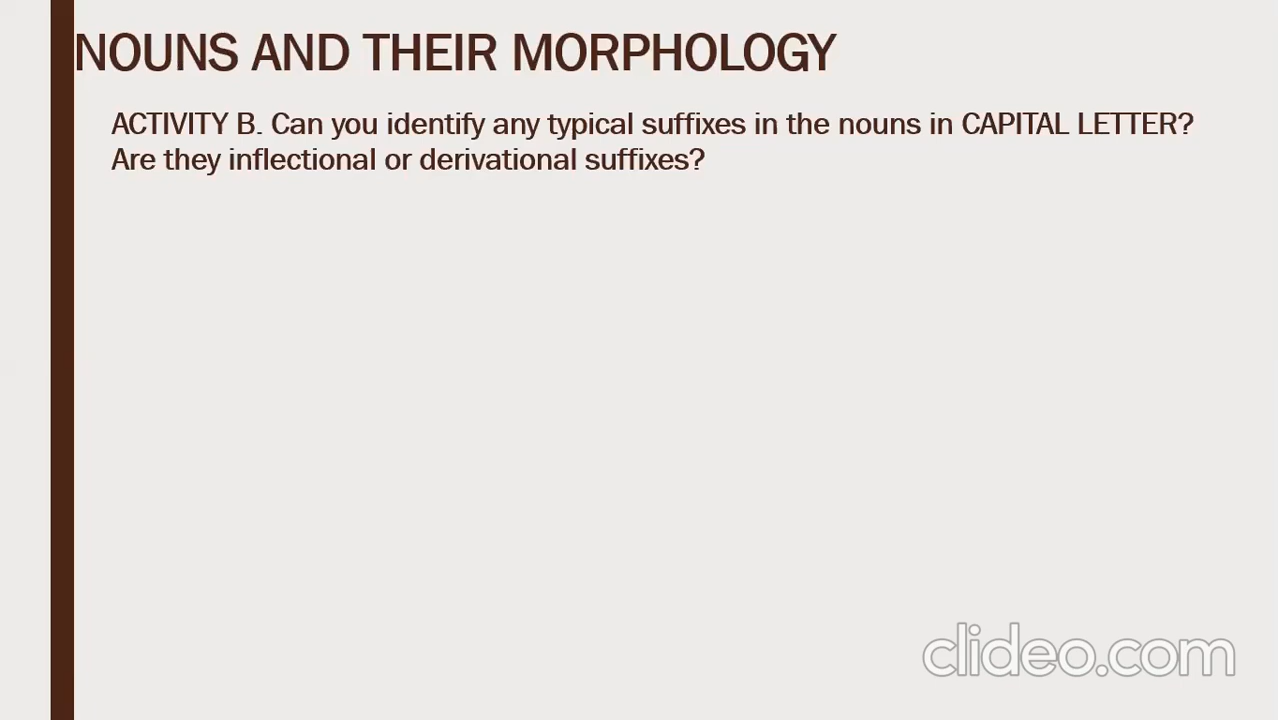 NOUNS AND THEIR MORPHOLOGY
ACTIVITY B. Can you identify any typical suffixes in the nouns in CAPITAL LETTER?
Are they inflectional or derivational suffixes?
clideo.com